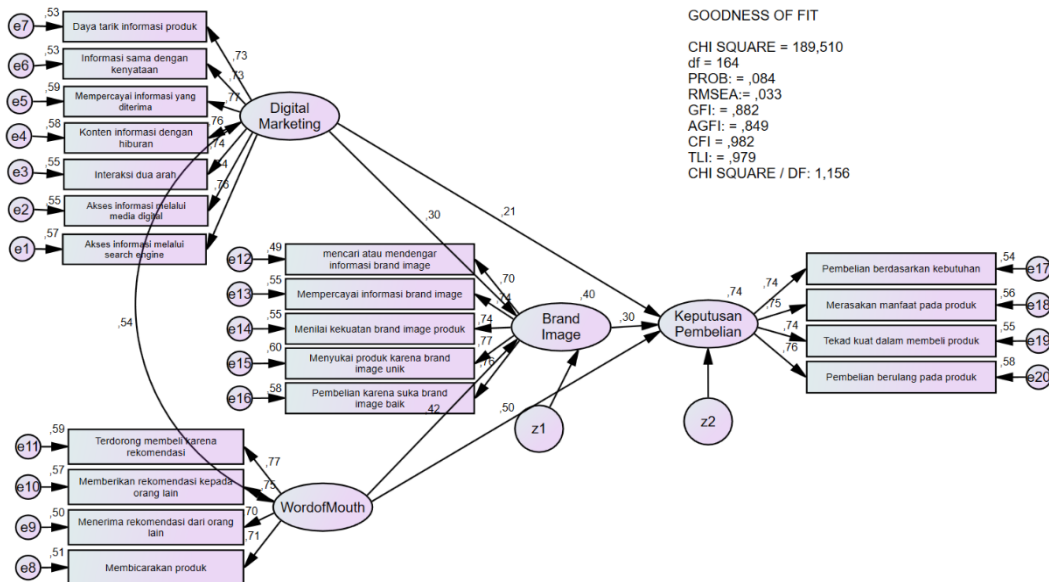 GOODNESS OF FIT
CHI SQUARE = 189,510
df = 164
PROB: = ,084
RMSEA:= ,033
GFI: = ,882
AGFI: = ,849
CFI: = ,982
TLI: = ,979
CHI SQUARE / DF: 1,156
e7
,53
Daya tarik informasi produk
,73
e6
,53
Informasi sama dengan
kenyataan
,73
e5
,59
Mempercayai informasi yang
diterima
,77
e4
,58
Konten informasi dengan
hiburan
,76
e3
,55
Interaksi dua arah
,74
e2
,55
Akses informasi melalui
media digital
e1
,57
Akses informasi melalui
search engine
,76
Digital
Marketing
,30
,21
,54
e12
,49
mencari atau mendengar
informasi brand image
,70
e13
,55
Mempercayai informasi brand image
,74
e14
,55
Menilai kekuatan brand image produk
,74
e15
,60
Menyukai produk karena brand
image unik
,77
e16
,58
Pembelian karena suka brand
image baik
,76
,40
Brand
Image
,30
z1
,42
,50
,74
Keputusan
Pembelian
z2
,74
Pembelian berdasarkan kebutuhan
,54
e17
,75
Merasakan manfaat pada produk
,56
e18
,74
Tekad kuat dalam membeli produk
,55
e19
,76
Pembelian berulang pada produk
,58
e20
e11
,59
Terdorong membeli karena
rekomendasi
,77
e10
,57
Memberikan rekomendasi kepada
orang lain
,75
e9
,50
Menerima rekomendasi dari orang
lain
,70
e8
,51
Membicarakan produk
,71
WordofMouth